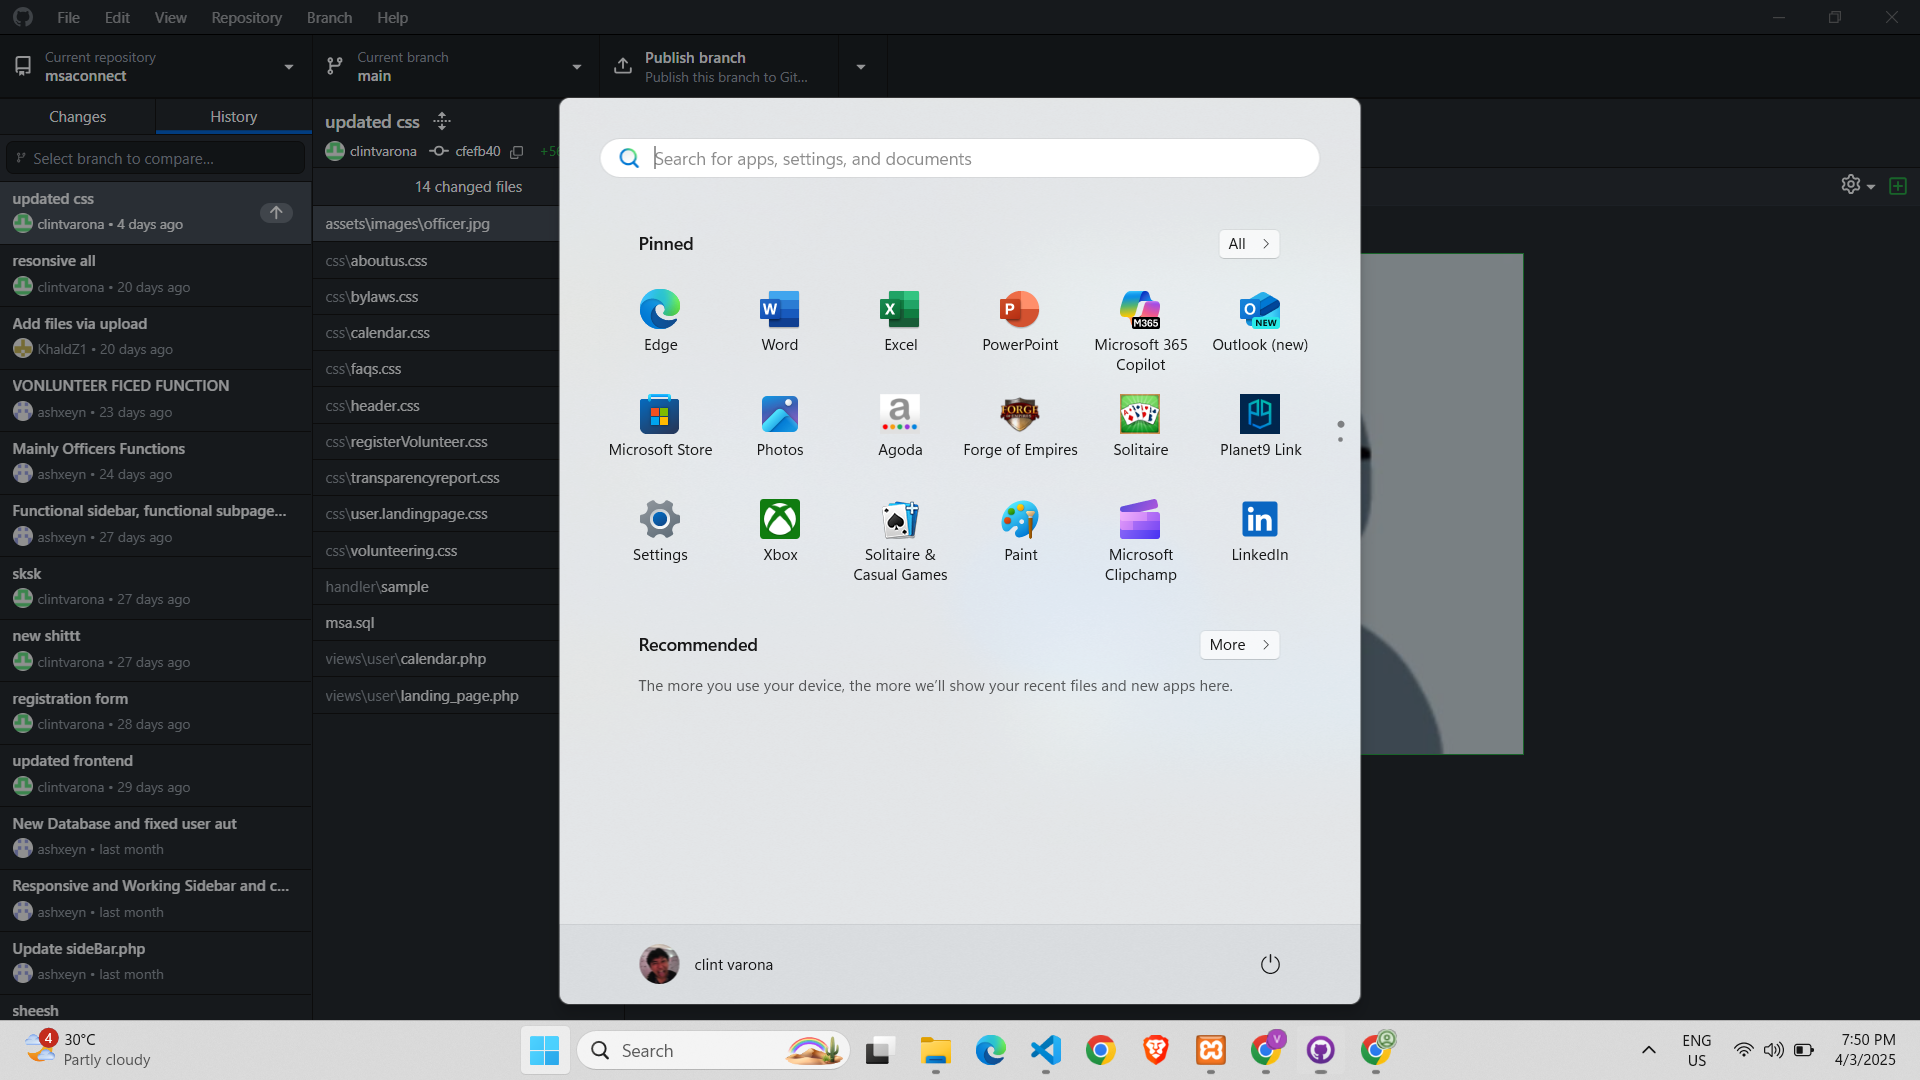 File
Edit
View
Repository
Branch
Help
Current repository
msaconnect
Current branch
main
Publish branch
Publish this branch to Git...
Changes
History
Select branch to compare...
updated css
clintvarona • 4 days ago
resonsive all
clintvarona • 20 days ago
Add files via upload
KhaldZ1 • 20 days ago
VONLUNTEER FICED FUNCTION
ashxeyn • 23 days ago
Mainly Officers Functions
ashxeyn • 24 days ago
Functional sidebar, functional subpage...
ashxeyn • 27 days ago
sksk
clintvarona • 27 days ago
new shittt
clintvarona • 27 days ago
registration form
clintvarona • 28 days ago
updated frontend
clintvarona • 29 days ago
New Database and fixed user aut
ashxeyn • last month
Responsive and Working Sidebar and c...
ashxeyn • last month
Update sideBar.php
ashxeyn • last month
sheesh
updated css
clintvarona
cfefb40
14 changed files
assets\images\officer.jpg
css\aboutus.css
css\bylaws.css
css\calendar.css
css\faqs.css
css\header.css
css\registerVolunteer.css
css\transparencyreport.css
css\user.landingpage.css
css\volunteering.css
handler\sample
msa.sql
views\user\calendar.php
views\user\landing_page.php
Search for apps, settings, and documents
Pinned
All
Edge
Word
Excel
PowerPoint
M365
Microsoft 365
Copilot
NEW
Outlook (new)
Microsoft Store
Photos
Agoda
FORGE
Forge of Empires
Solitaire
Planet9 Link
Settings
Xbox
Solitaire &
Casual Games
Paint
Microsoft
Clipchamp
LinkedIn
Recommended
More
The more you use your device, the more we'll show your recent files and new apps here.
clint varona
4
30°C
Partly cloudy
Search
V
ENG
US
7:50 PM
4/3/2025